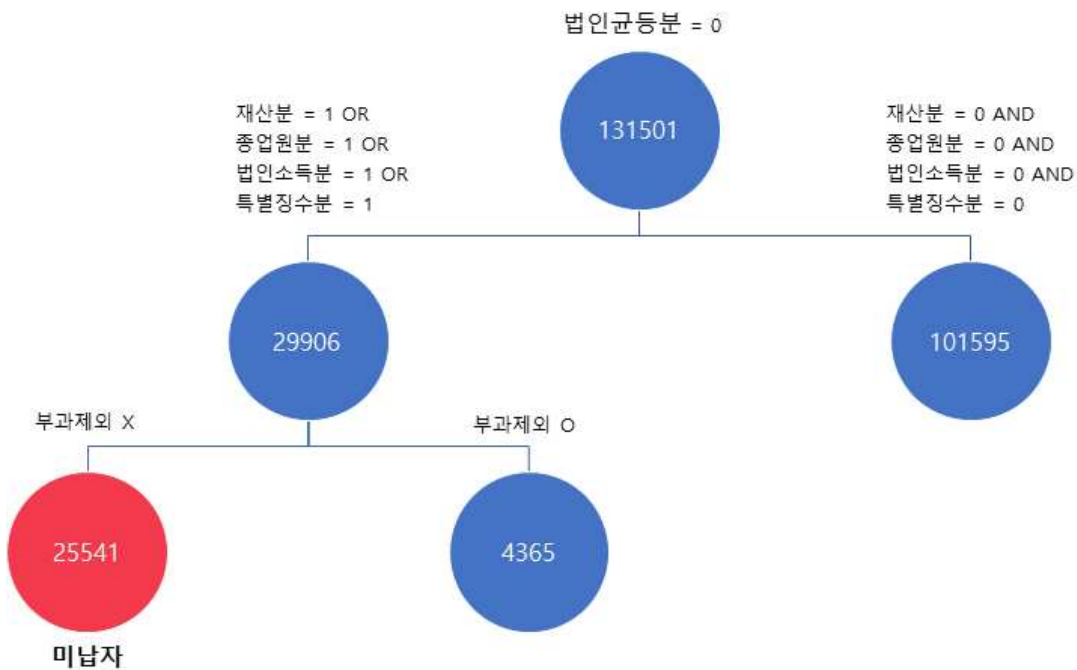 법인균등분 = 0
재산분 = 1 OR
종업원분 = 1 OR
법인소득분 = 1 OR
특별징수분 = 1
131501
재산분 = 0 AND
종업원분 = 0 AND
법인소득분 = 0 AND
특별징수분 = 0
29906
101595
부과제외 X
부과제외 O
25541
4365
미납자